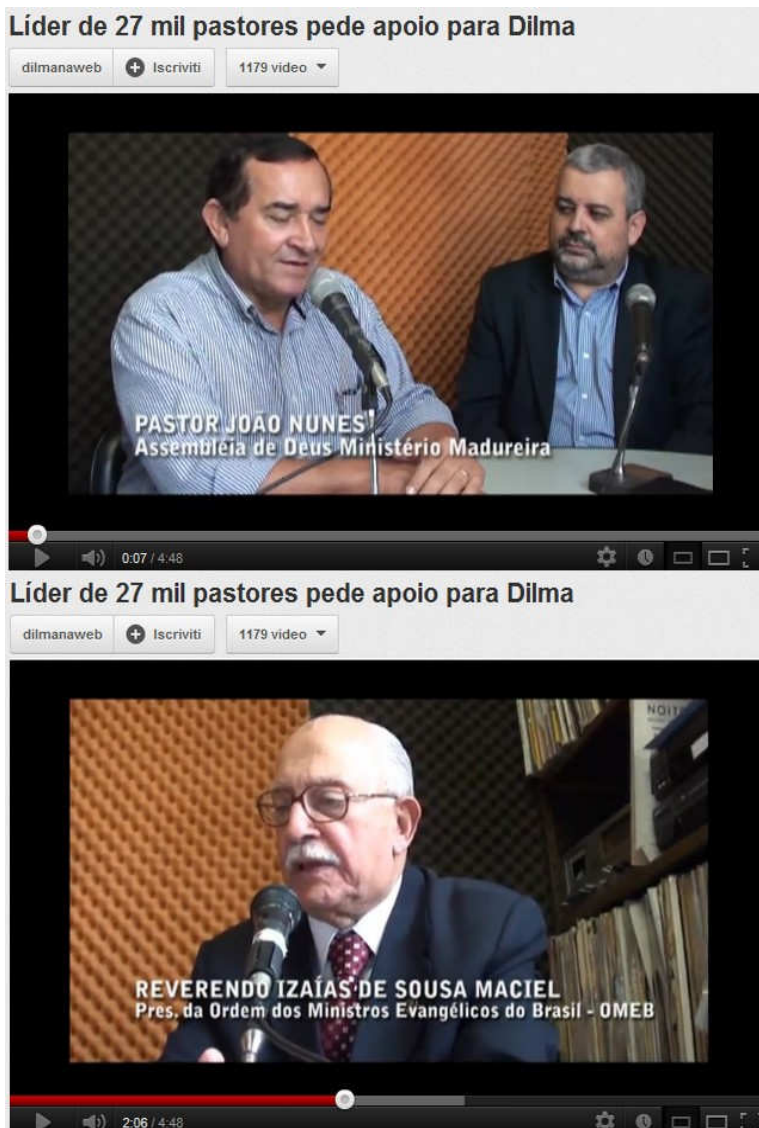 Líder de 27 mil pastores pede apoio para Dilma
dilmanaweb Iscriviti 1179 video
PASTOR JOÃO NUNES
Assembléia de Deus Ministério Madureira
0:07 / 4:48
Líder de 27 mil pastores pede apoio para Dilma
dilmanaweb Iscriviti 1179 video
NOIT
REVERENDO IZAÍAS DE SOUSA MACIEL
Pres. da Ordem dos Ministros Evangélicos do Brasil - OMEB
2:06 / 4:48